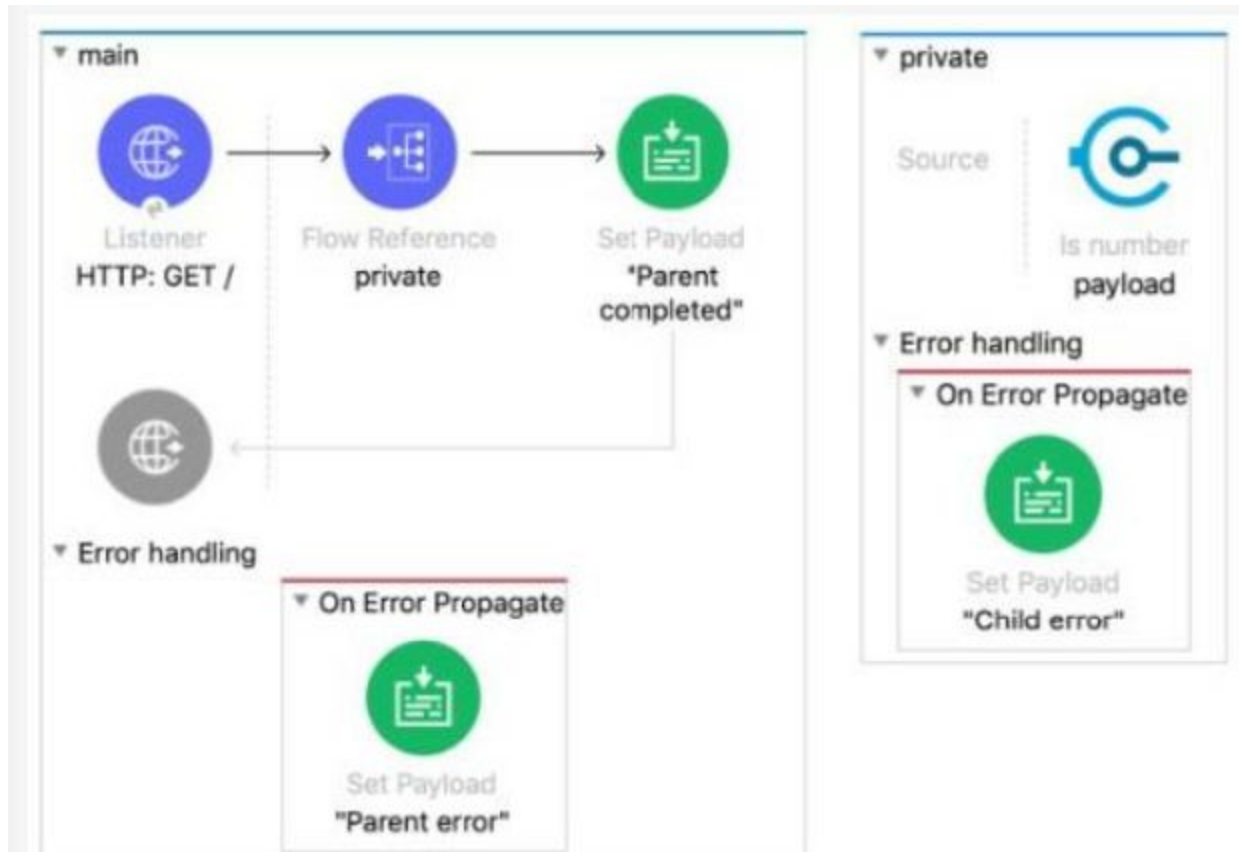 main
Listener
HTTP: GET /
Flow Reference
private
Set Payload
"Parent
completed"
Error handling
On Error Propagate
Set Payload
"Parent error"
private
Source
Is number
payload
Error handling
On Error Propagate
Set Payload
"Child error"